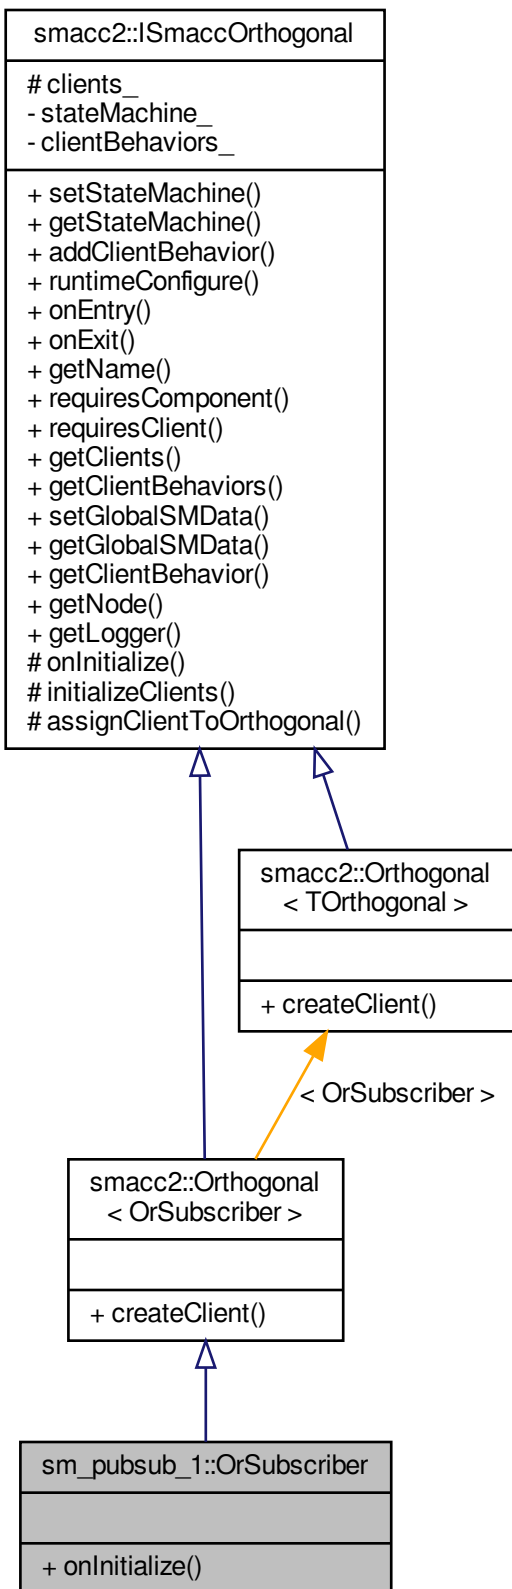 smacc2::ISmaccOrthogonal
# clients_
- stateMachine_
- clientBehaviors_
+ setStateMachine()
+ getStateMachine()
+ addClientBehavior()
+ runtimeConfigure()
+ onEntry()
+ onExit()
+ getName()
+ requiresComponent()
+ requiresClient()
+ getClients()
+ getClientBehaviors()
+ setGlobalSMData()
+ getGlobalSMData()
+ getClientBehavior()
+ getNode()
+ getLogger()
# onInitialize()
# initializeClients()
# assignClientToOrthogonal()
smacc2::Orthogonal
< TOrthogonal >
+ createClient()
< OrSubscriber >
smacc2::Orthogonal
< OrSubscriber >
+ createClient()
sm_pubsub_1::OrSubscriber
+ onInitialize()